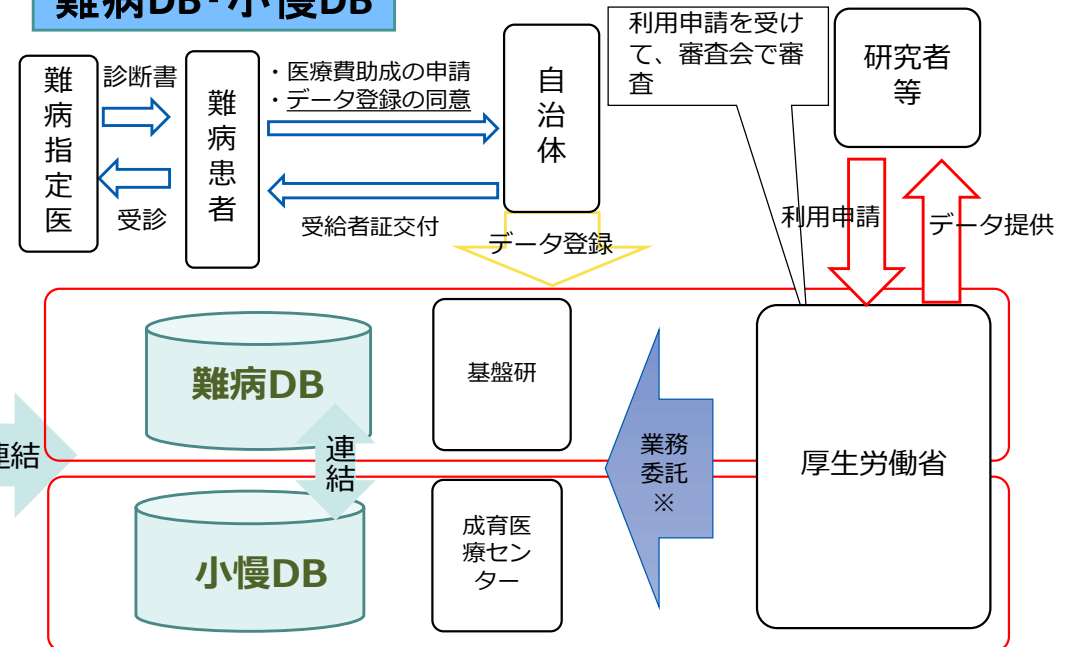 難病DB・小慢DB
難病指定医
診断書
受診
難病患者
・医療費助成の申請
・データ登録の同意
受給者証交付
自治体
データ登録
利用申請を受け
て、審査会で審
査
研究者
等
利用申請
データ提供
難病DB
基盤研
連結
連結
業務
委託
※
厚生労働省
小慢DB
成育医
療セン
ター